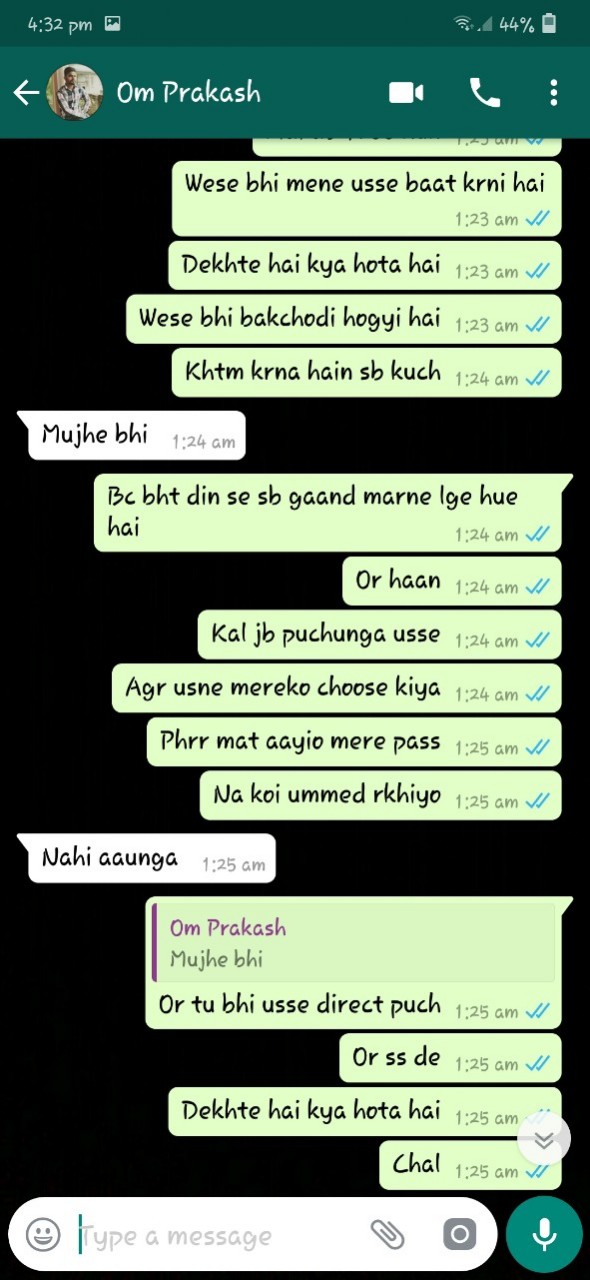 4:32 pm
44%
Om Prakash
Wese bhi mene usse baat krni hai
1:23 am
Dekhte hai kya hota hai 1:23 am
Wese bhi bakchodi hogyi hai 1:23 am
Khtm krna hain sb kuch 1:24 am
Mujhe bhi 1:24 am
Bc bht din se sb gaand marne lge hue
hai 1:24 am
Or haan 1:24 am
Kal jb puchunga usse 1:24 am
Agr usne mereko choose kiya 1:24 am
Phrr mat aayio mere pass 1:25 am
Na koi ummed rkhiyo 1:25 am
Nahi aaunga 1:25 am
Om Prakash
Mujhe bhi
Or tu bhi usse direct puch 1:25 am
Or ss de 1:25 am
Dekhte hai kya hota hai 1:25 am
Chal 1:25 am
Type a message